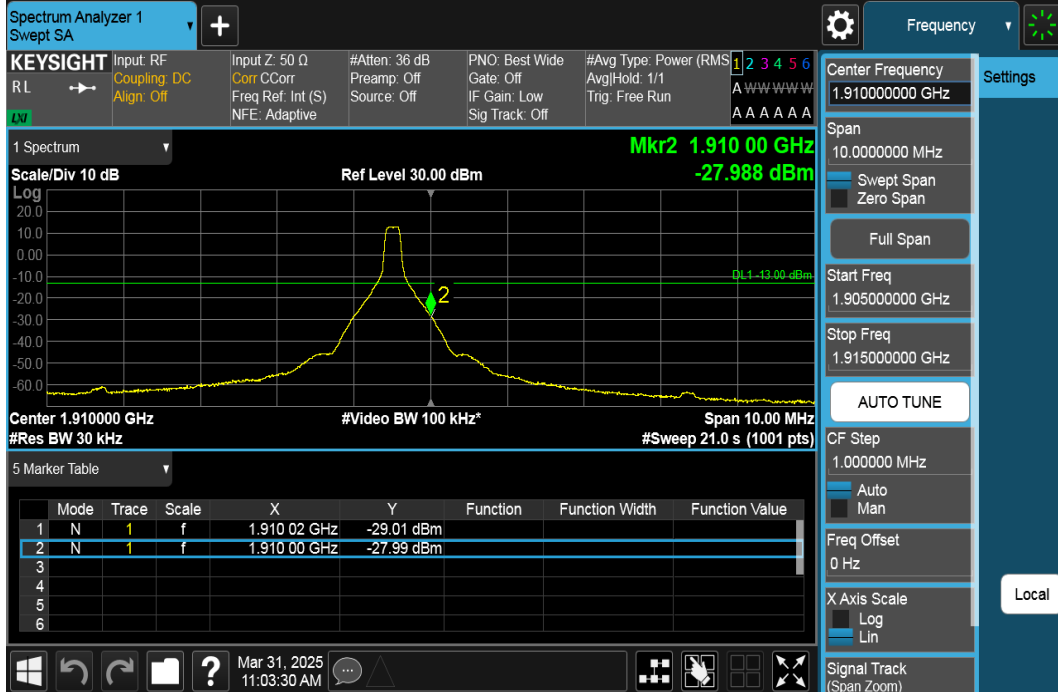 Spectrum Analyzer 1
Swept SA
Frequency
KEYSIGHT
RL
LXI
Input: RF
Coupling: DC
Align: Off
Input Z: 50 Ω
Corr CCorr
Freq Ref: Int (S)
NFE: Adaptive
#Atten: 36 dB
Preamp: Off
Source: Off
PNO: Best Wide
Gate: Off
IF Gain: Low
Sig Track: Off
#Avg Type: Power (RMS
Avg|Hold: 1/1
Trig: Free Run
1 2 3 4 5 6
A W W W W W
A A A A A A
1 Spectrum
Mkr2 1.910 00 GHz
Scale/Div 10 dB
Ref Level 30.00 dBm
-27.988 dBm
Log
20.0
10.0
0.00
-10.0
-20.0
-30.0
-40.0
-50.0
-60.0
DL1 -13.00 dBm
2
Center 1.910000 GHz
#Video BW 100 kHz*
Span 10.00 MHz
#Res BW 30 kHz
#Sweep 21.0 s (1001 pts)
5 Marker Table
Mode Trace Scale X Y Function Function Width Function Value
1 N 1 f 1.910 02 GHz -29.01 dBm
2 N 1 f 1.910 00 GHz -27.99 dBm
3
4
5
6
Mar 31, 2025
11:03:30 AM
Center Frequency
1.910000000 GHz
Settings
Span
10.0000000 MHz
Swept Span
Zero Span
Full Span
Start Freq
1.905000000 GHz
Stop Freq
1.915000000 GHz
AUTO TUNE
CF Step
1.000000 MHz
Auto
Man
Freq Offset
0 Hz
X Axis Scale
Log
Lin
Local
Signal Track
(Span Zoom)